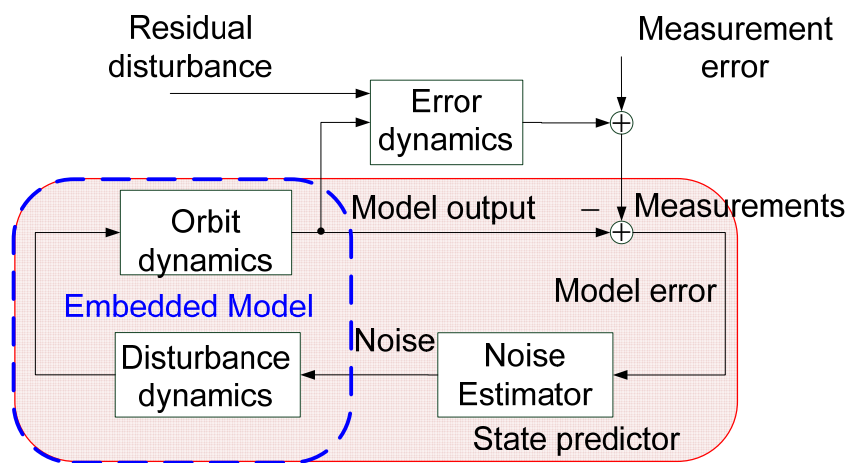 Residual
disturbance
Measurement
error
Error
dynamics
+
Model output
–
Measurements
Orbit
dynamics
+
Model error
Embedded Model
Disturbance
dynamics
Noise
Noise
Estimator
State predictor